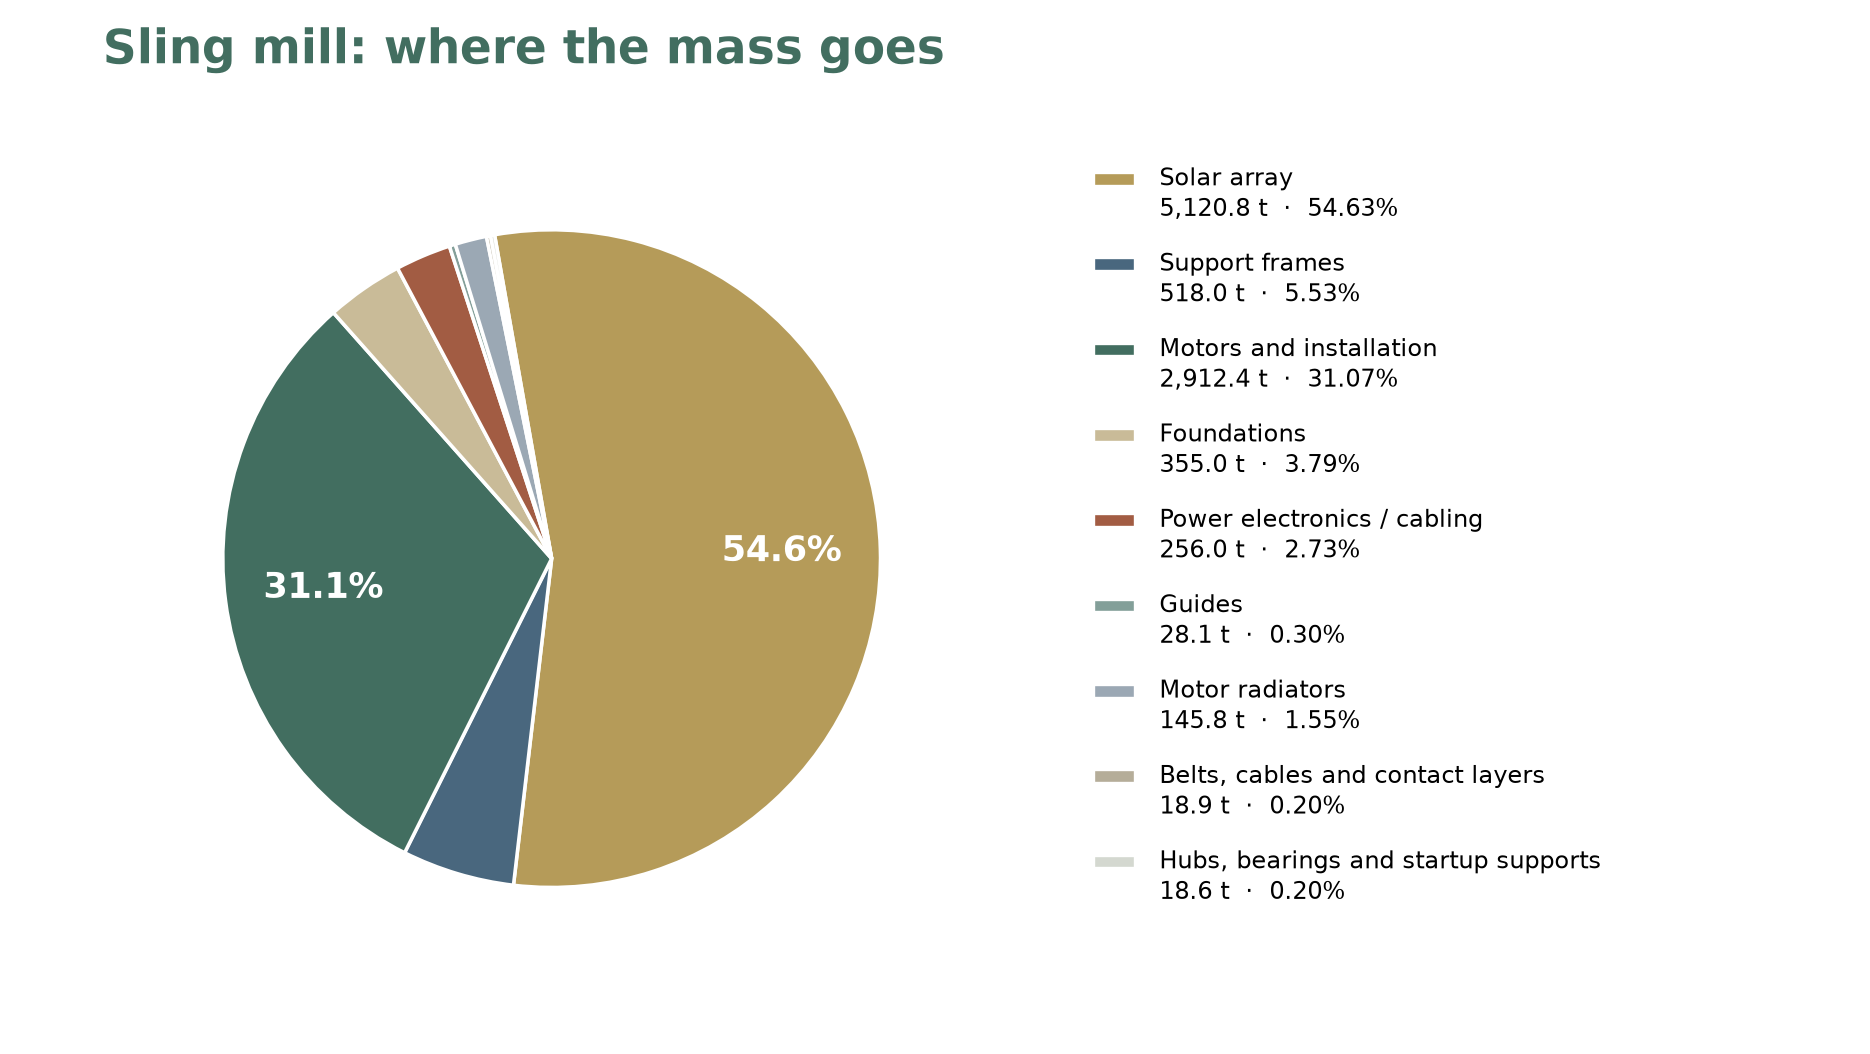 Sling mill: where the mass goes
54.6%
31.1%
Solar array
5,120.8 t · 54.63%
Support frames
518.0 t · 5.53%
Motors and installation
2,912.4 t · 31.07%
Foundations
355.0 t · 3.79%
Power electronics / cabling
256.0 t · 2.73%
Guides
28.1 t · 0.30%
Motor radiators
145.8 t · 1.55%
Belts, cables and contact layers
18.9 t · 0.20%
Hubs, bearings and startup supports
18.6 t · 0.20%